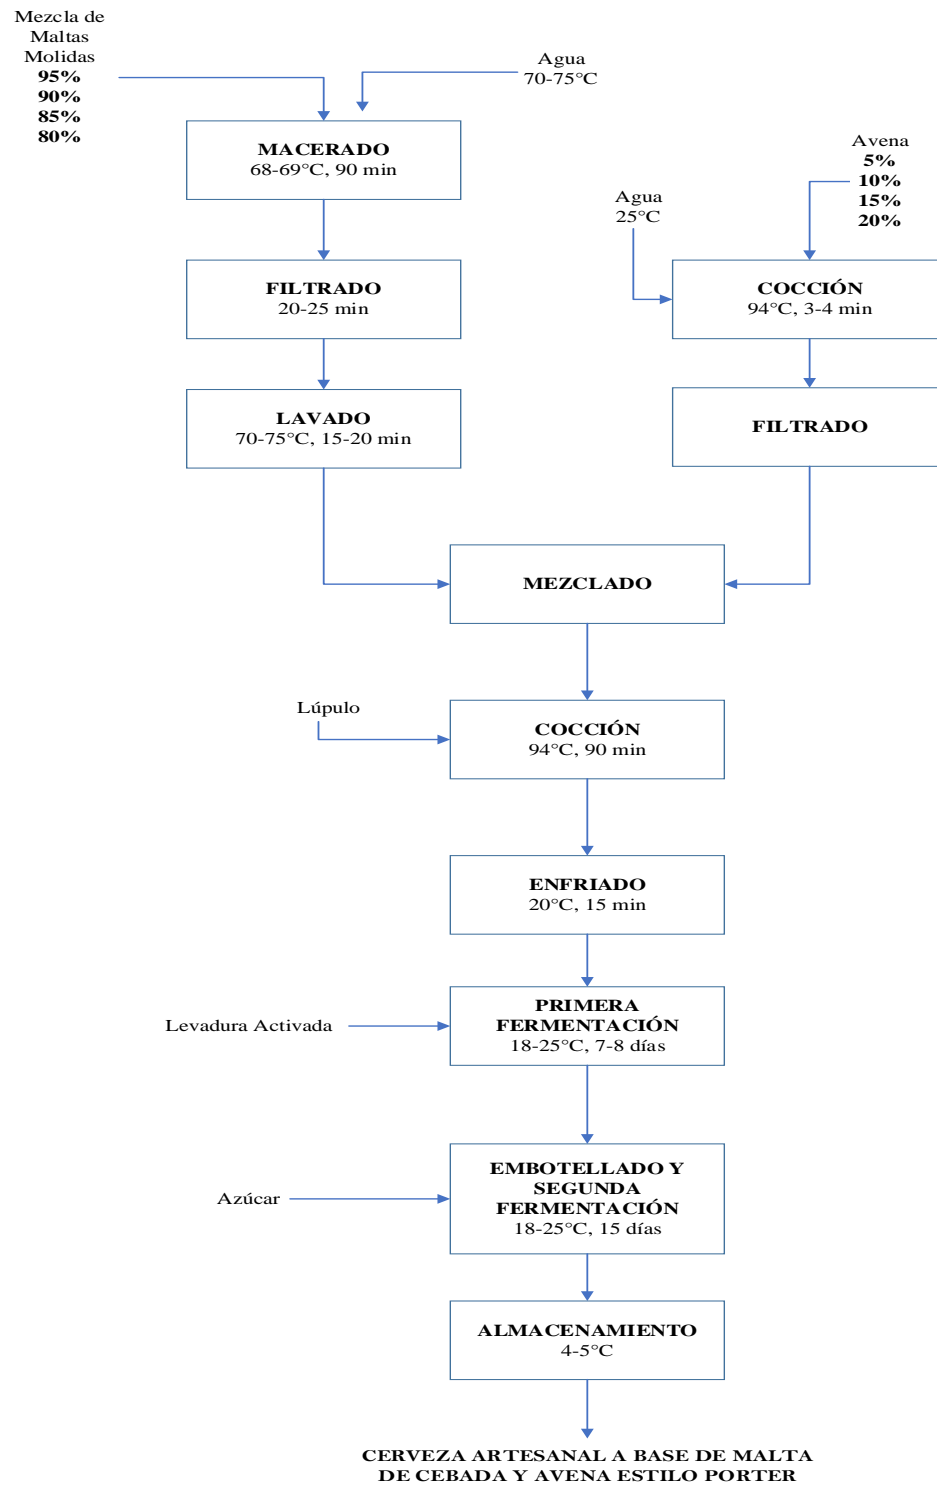 Mezcla de
Maltas
Molidas
95%
90%
85%
80%
Agua
70-75°C
MACERADO
68-69°C, 90 min
Avena
5%
10%
15%
20%
Agua
25°C
FILTRADO
20-25 min
COCCIÓN
94°C, 3-4 min
LAVADO
70-75°C, 15-20 min
FILTRADO
MEZCLADO
Lúpulo
COCCIÓN
94°C, 90 min
ENFRIADO
20°C, 15 min
Levadura Activada
PRIMERA
FERMENTACIÓN
18-25°C, 7-8 días
Azúcar
EMBOTELLADO Y
SEGUNDA
FERMENTACIÓN
18-25°C, 15 días
ALMACENAMIENTO
4-5°C
CERVEZA ARTESANAL A BASE DE MALTA
DE CEBADA Y AVENA ESTILO PORTER